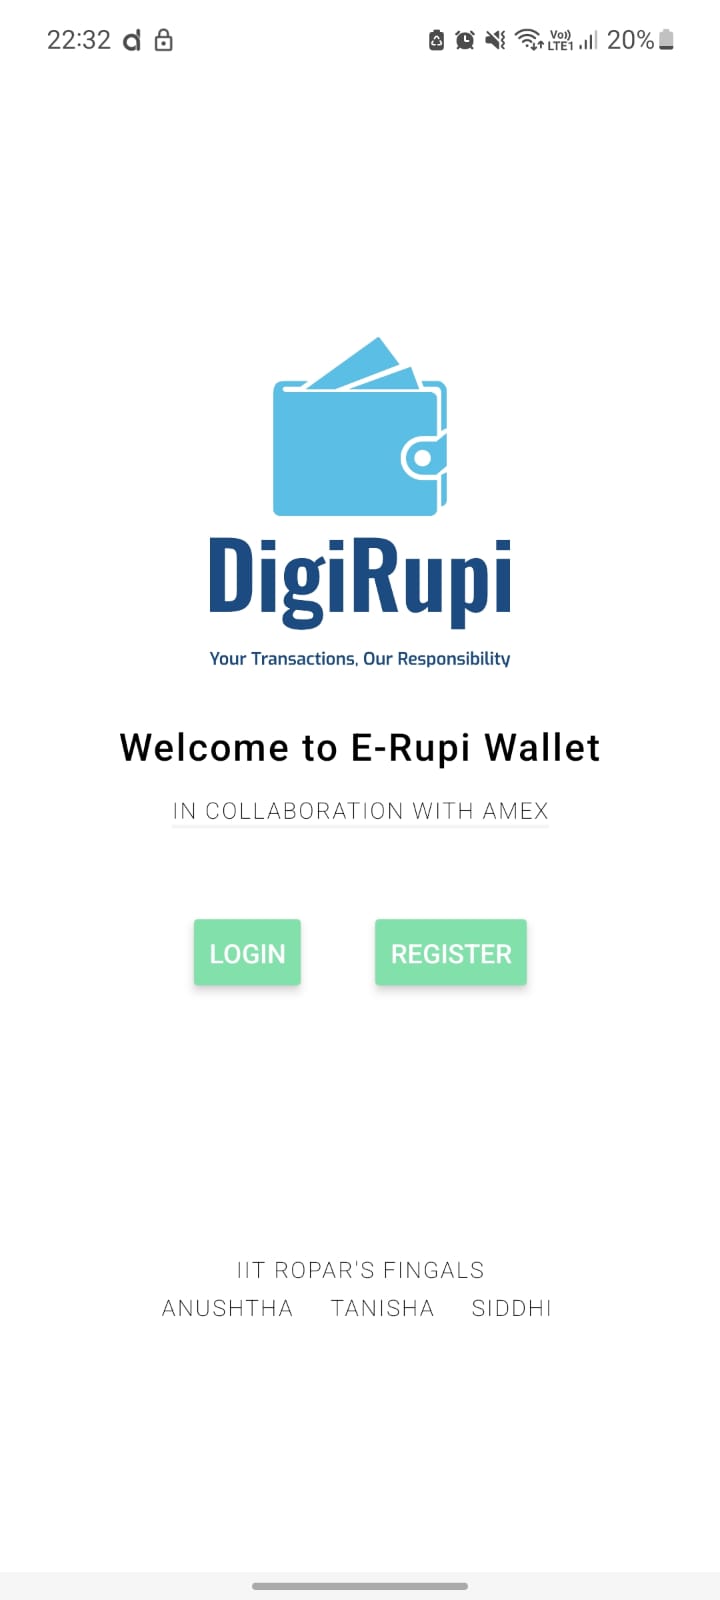 22:32 d Vo)) LTE1 20%
DigiRupi
Your Transactions, Our Responsibility
Welcome to E-Rupi Wallet
IN COLLABORATION WITH AMEX
LOGIN REGISTER
IIT ROPAR'S FINGALS
ANUSHTHA TANISHA SIDDHI